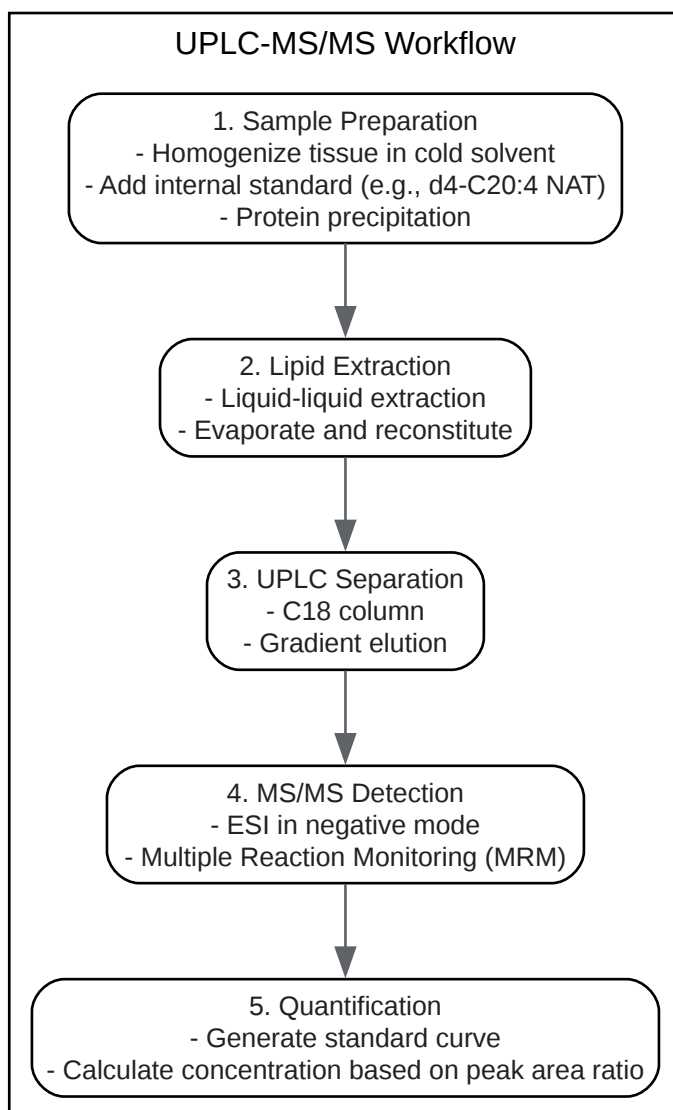 UPLC-MS/MS Workflow
1. Sample Preparation
- Homogenize tissue in cold solvent
- Add internal standard (e.g., d4-C20:4 NAT)
- Protein precipitation
2. Lipid Extraction
- Liquid-liquid extraction
- Evaporate and reconstitute
3. UPLC Separation
- C18 column
- Gradient elution
4. MS/MS Detection
- ESI in negative mode
- Multiple Reaction Monitoring (MRM)
5. Quantification
- Generate standard curve
- Calculate concentration based on peak area ratio